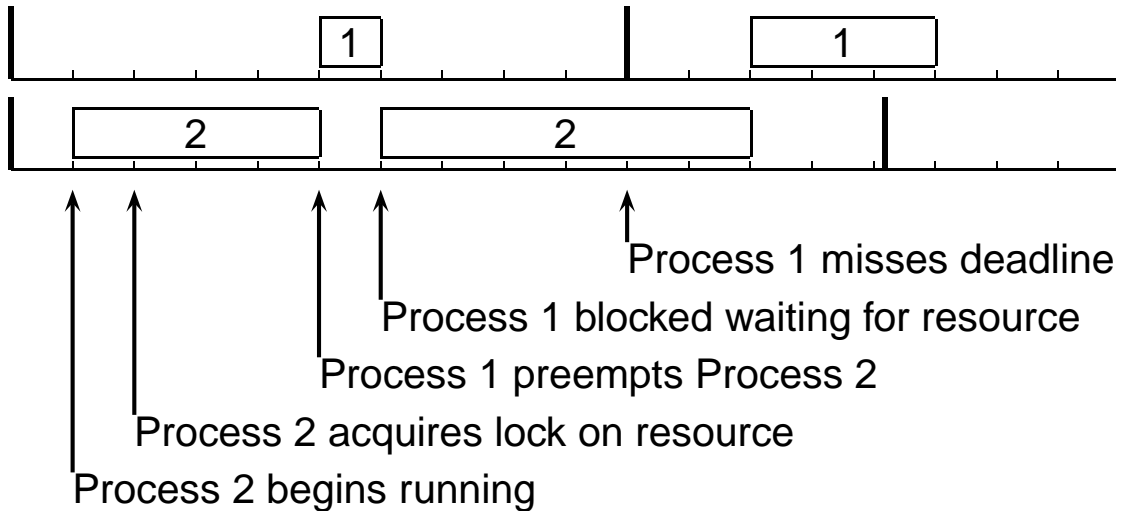 1 1
2 2
Process 1 misses deadline
Process 1 blocked waiting for resource
Process 1 preempts Process 2
Process 2 acquires lock on resource
Process 2 begins running